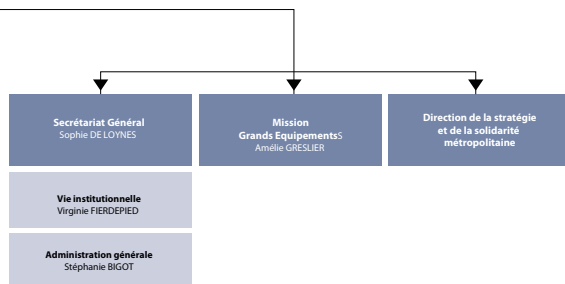 Secrétariat Général
Sophie DE LOYNES
Mission
Grands EquipementsS
Amélie GRESLIER
Direction de la stratégie
et de la solidarité
métropolitaine
Vie institutionnelle
Virginie FIERDEPIED
Administration générale
Stéphanie BIGOT